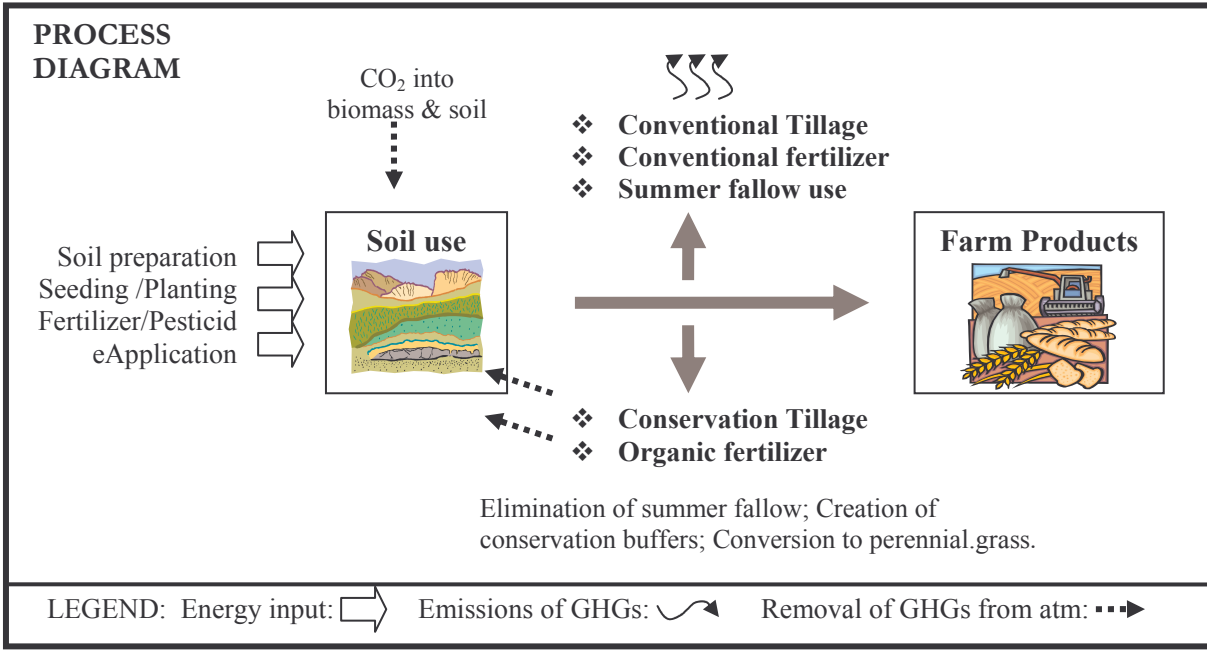 PROCESS
DIAGRAM
CO₂ into
biomass & soil
❖ Conventional Tillage
❖ Conventional fertilizer
❖ Summer fallow use
Soil preparation
Seeding /Planting
Fertilizer/Pesticid
eApplication
Soil use
Farm Products
❖ Conservation Tillage
❖ Organic fertilizer
Elimination of summer fallow; Creation of
conservation buffers; Conversion to perennial.grass.
LEGEND: Energy input: Emissions of GHGs: Removal of GHGs from atm: